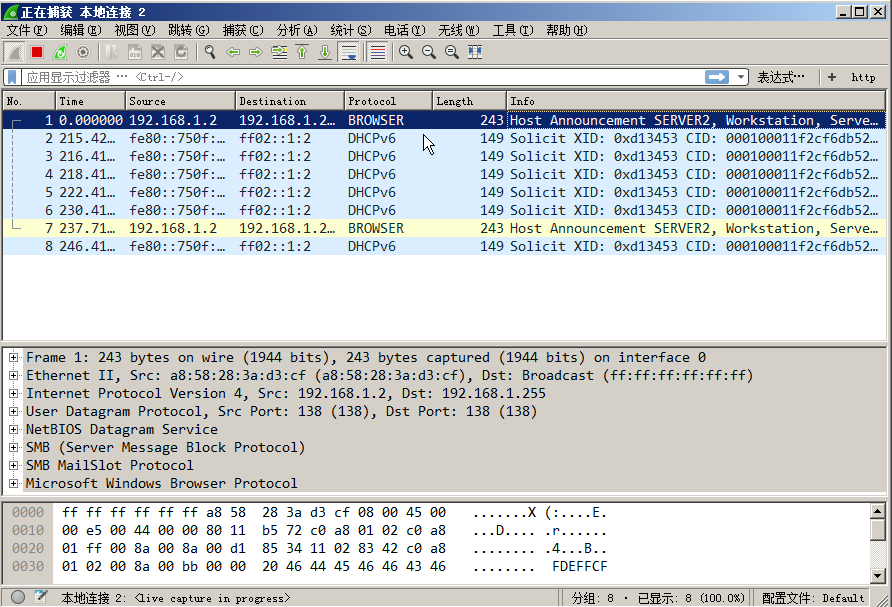 正在捕获 本地连接 2
文件(F) 编辑(E) 视图(V) 跳转(G) 捕获(C) 分析(A) 统计(S) 电话(Y) 无线(W) 工具(T) 帮助(H)
应用显示过滤器 … <Ctrl-/> 表达式… + http
No. Time Source Destination Protocol Length Info
1 0.000000 192.168.1.2 192.168.1.2… BROWSER 243 Host Announcement SERVER2, Workstation, Serve…
2 215.42… fe80::750f:… ff02::1:2 DHCPv6 149 Solicit XID: 0xd13453 CID: 000100011f2cf6db52…
3 216.41… fe80::750f:… ff02::1:2 DHCPv6 149 Solicit XID: 0xd13453 CID: 000100011f2cf6db52…
4 218.41… fe80::750f:… ff02::1:2 DHCPv6 149 Solicit XID: 0xd13453 CID: 000100011f2cf6db52…
5 222.41… fe80::750f:… ff02::1:2 DHCPv6 149 Solicit XID: 0xd13453 CID: 000100011f2cf6db52…
6 230.41… fe80::750f:… ff02::1:2 DHCPv6 149 Solicit XID: 0xd13453 CID: 000100011f2cf6db52…
7 237.71… 192.168.1.2 192.168.1.2… BROWSER 243 Host Announcement SERVER2, Workstation, Serve…
8 246.41… fe80::750f:… ff02::1:2 DHCPv6 149 Solicit XID: 0xd13453 CID: 000100011f2cf6db52…
Frame 1: 243 bytes on wire (1944 bits), 243 bytes captured (1944 bits) on interface 0
Ethernet II, Src: a8:58:28:3a:d3:cf (a8:58:28:3a:d3:cf), Dst: Broadcast (ff:ff:ff:ff:ff:ff)
Internet Protocol Version 4, Src: 192.168.1.2, Dst: 192.168.1.255
User Datagram Protocol, Src Port: 138 (138), Dst Port: 138 (138)
NetBIOS Datagram Service
SMB (Server Message Block Protocol)
SMB MailSlot Protocol
Microsoft Windows Browser Protocol
0000 ff ff ff ff ff ff a8 58 28 3a d3 cf 08 00 45 00 .......X (:....E.
0010 00 e5 00 44 00 00 80 11 b5 72 c0 a8 01 02 c0 a8 ...D.... .r......
0020 01 ff 00 8a 00 8a 00 d1 85 34 11 02 83 42 c0 a8 ........ .4...B..
0030 01 02 00 8a 00 bb 00 00 20 46 44 45 46 46 43 46 ........ FDEFFCF
本地连接 2: <live capture in progress> 分组: 8 · 已显示: 8 (100.0%) 配置文件: Default